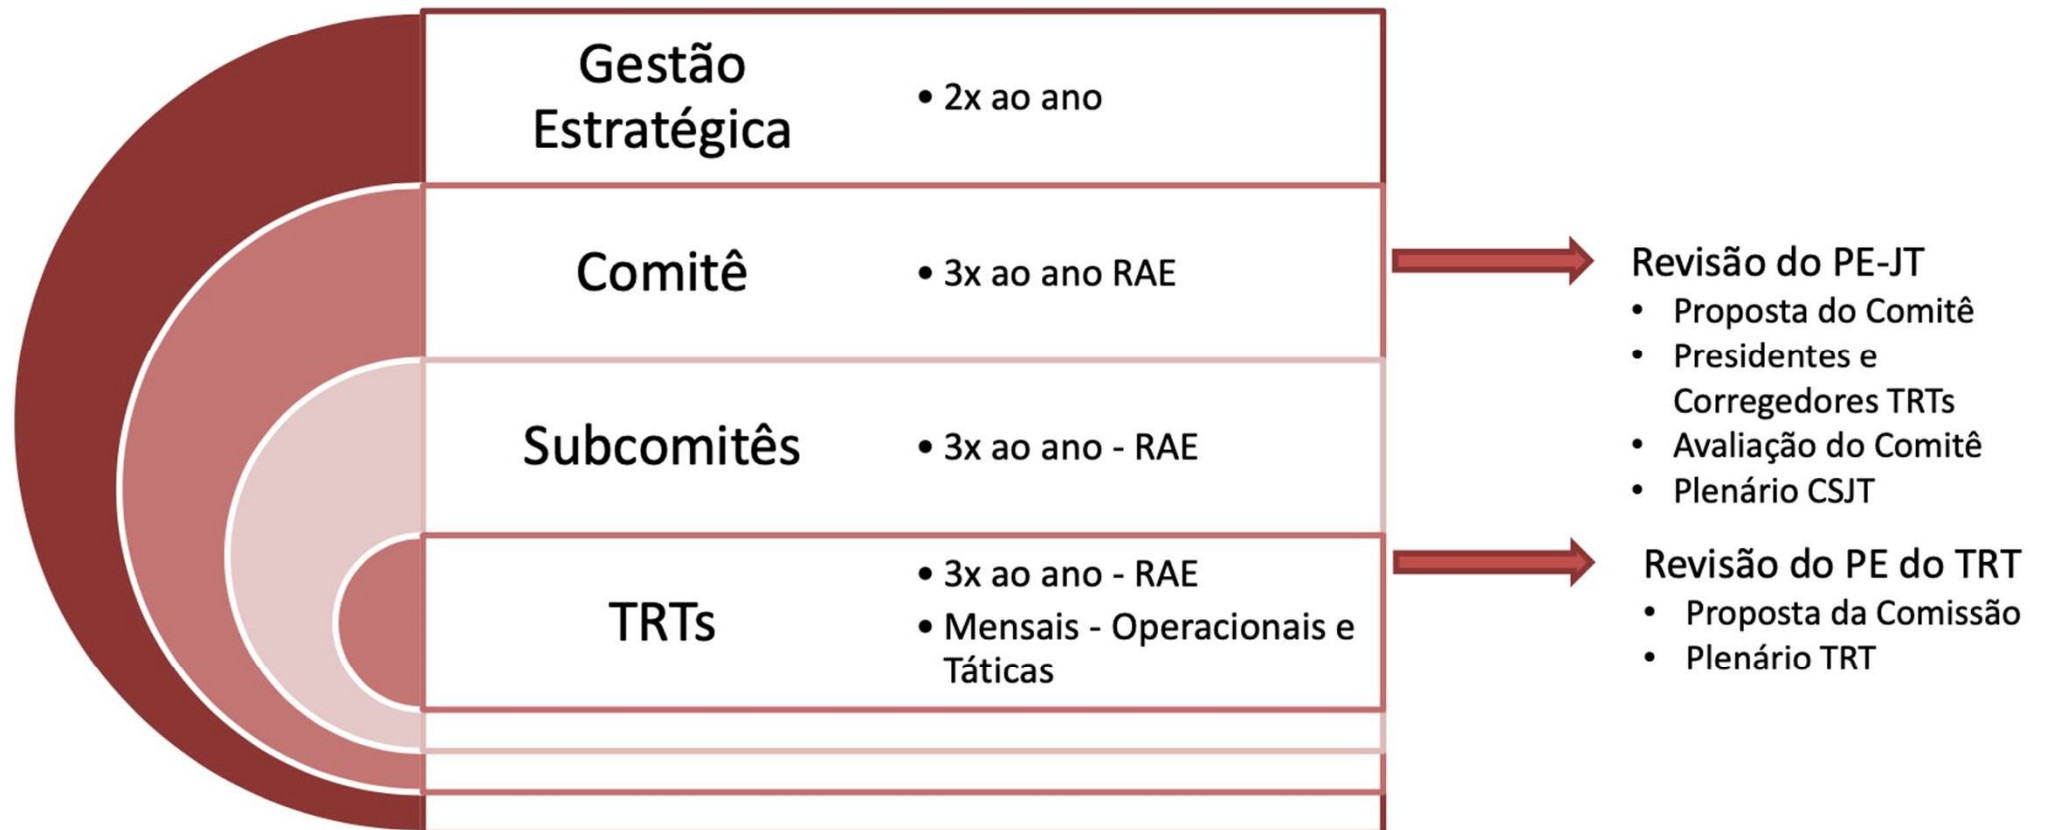 Gestão
Estratégica
• 2x ao ano
Comitê
• 3x ao ano RAE
Subcomitês
• 3x ao ano - RAE
TRTs
• 3x ao ano - RAE
• Mensais - Operacionais e
Táticas
Revisão do PE-JT
• Proposta do Comitê
• Presidentes e
Corregedores TRTs
• Avaliação do Comitê
• Plenário CSJT
Revisão do PE do TRT
• Proposta da Comissão
• Plenário TRT